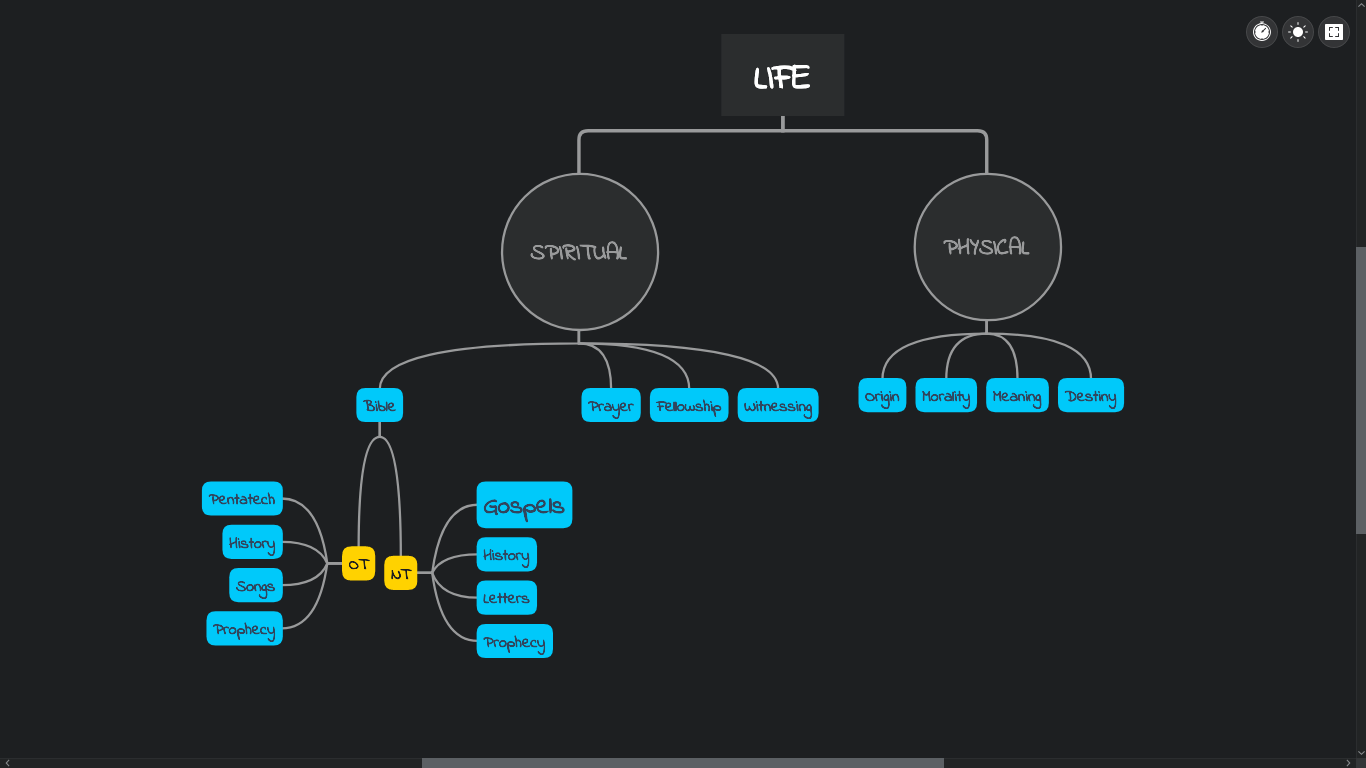 LIFE
SPIRITUAL
PHYSICAL
Bible
Prayer
Fellowship
Witnessing
Origin
Morality
Meaning
Destiny
Pentatech
History
Songs
Prophecy
OT
NT
Gospels
History
Letters
Prophecy